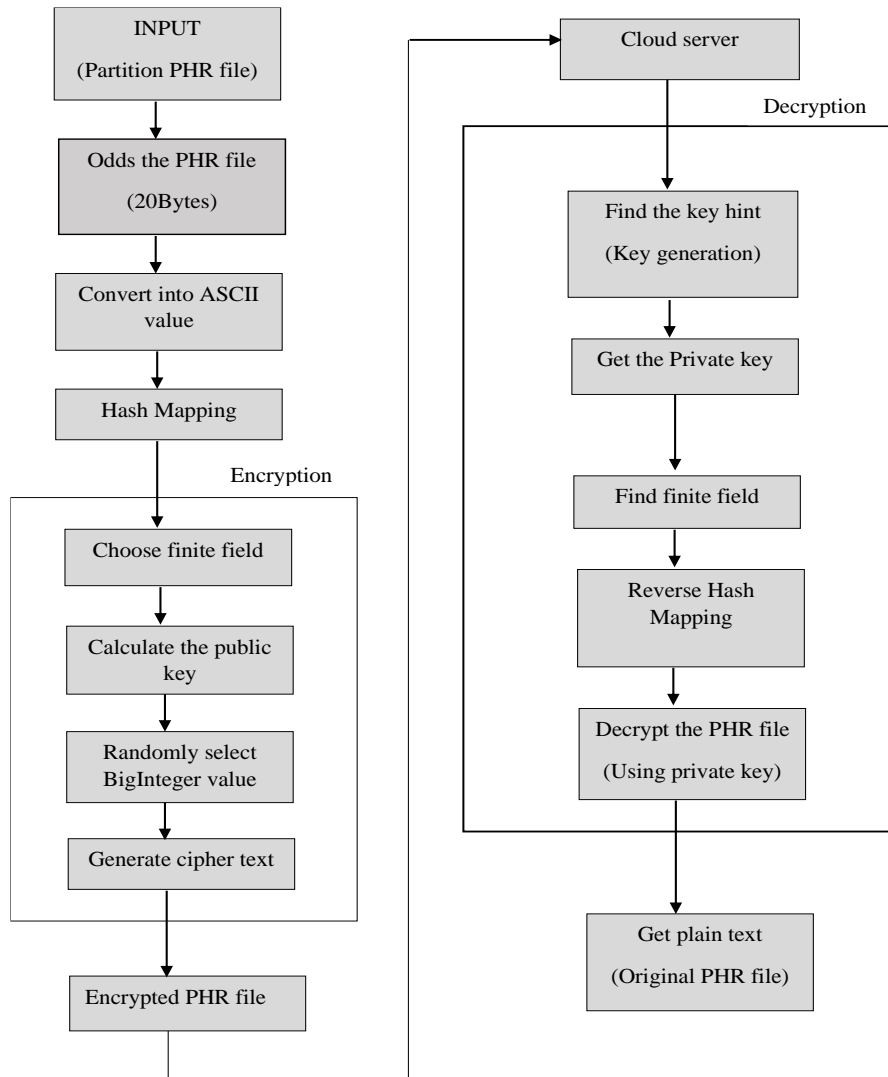 INPUT
(Partition PHR file)
Odds the PHR file
(20Bytes)
Convert into ASCII
value
Hash Mapping
Encryption
Choose finite field
Calculate the public
key
Randomly select
BigInteger value
Generate cipher text
Encrypted PHR file
Cloud server
Decryption
Find the key hint
(Key generation)
Get the Private key
Find finite field
Reverse Hash
Mapping
Decrypt the PHR file
(Using private key)
Get plain text
(Original PHR file)